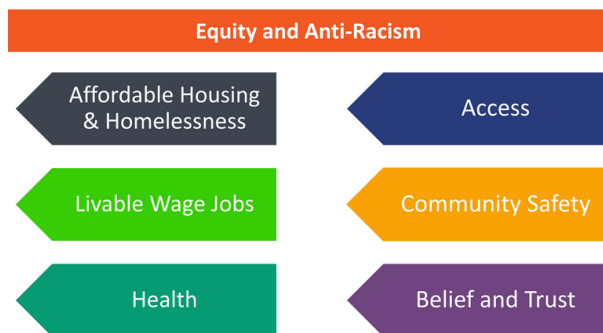 Equity and Anti-Racism
Affordable Housing
& Homelessness
Access
Livable Wage Jobs
Community Safety
Health
Belief and Trust